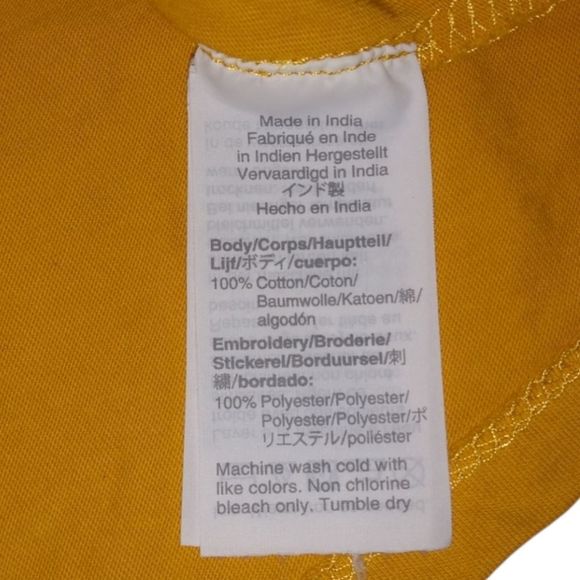 Made in India
Fabriqué en Inde
in Indien Hergestellt
Vervaardigd in India
インド製
Hecho en India
Body/Corps/Hauptteil/
Lijf/ボディ/cuerpo:
100% Cotton/Coton/
Baumwolle/Katoen/綿/
algodón
Embroidery/Broderie/
Stickerei/Borduursel/刺
繍/bordado:
100% Polyester/Polyester/
Polyester/Polyester/ポ
リエステル/poliéster
Machine wash cold with
like colors. Non chlorine
bleach only. Tumble dry